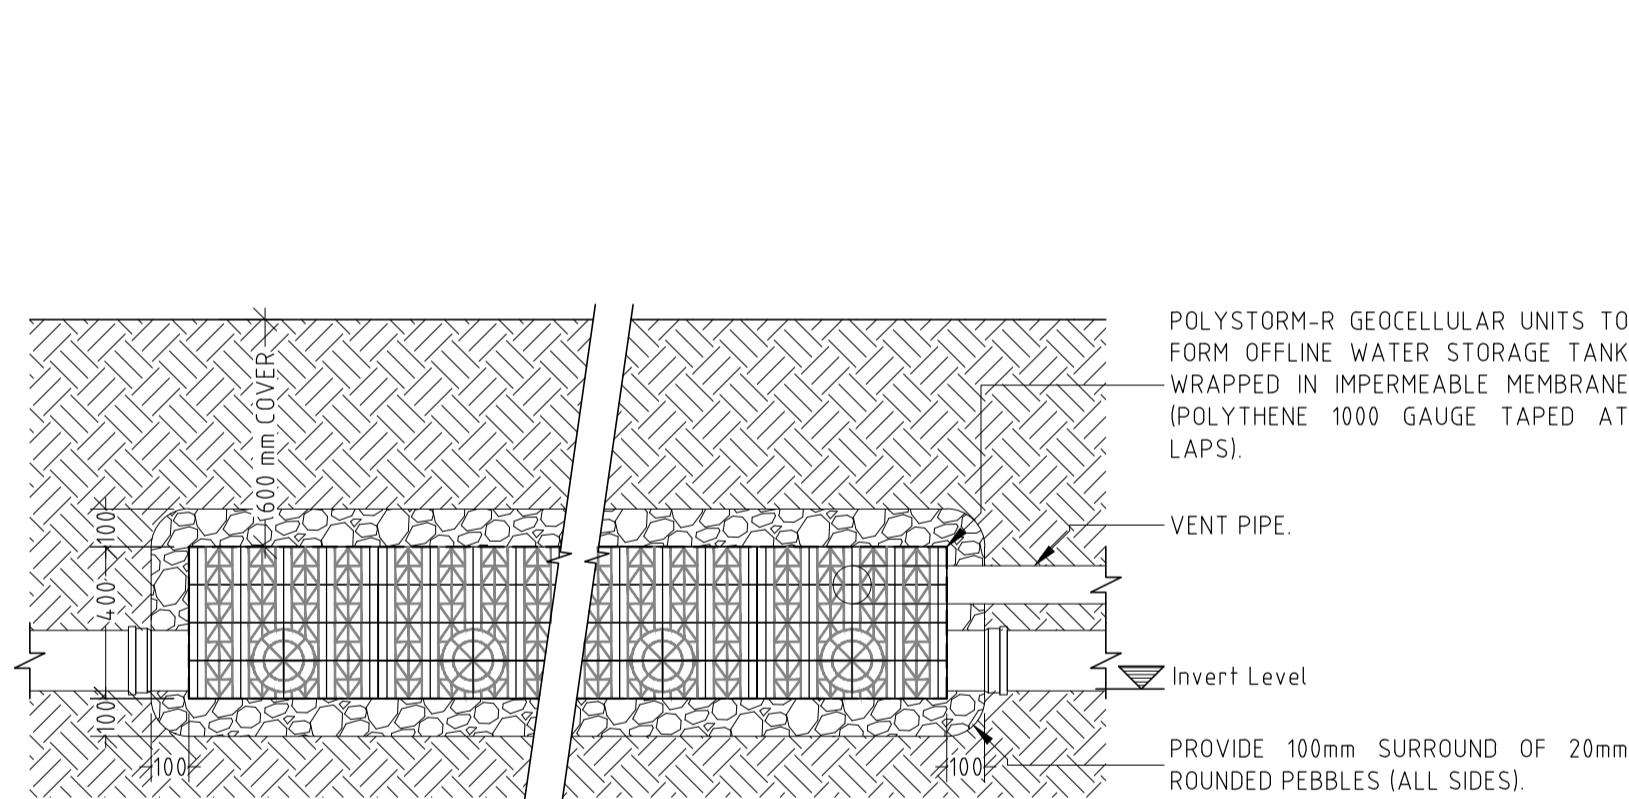 POLYSTORM-R GEOCELLULAR UNITS TO
FORM OFFLINE WATER STORAGE TANK
WRAPPED IN IMPERMEABLE MEMBRANE
(POLYTHENE 1000 GAUGE TAPED AT
LAPS).
600 mm COVER
100
VENT PIPE.
400
Invert Level
100
100
100
PROVIDE 100mm SURROUND OF 20mm
ROUNDED PEBBLES (ALL SIDES).